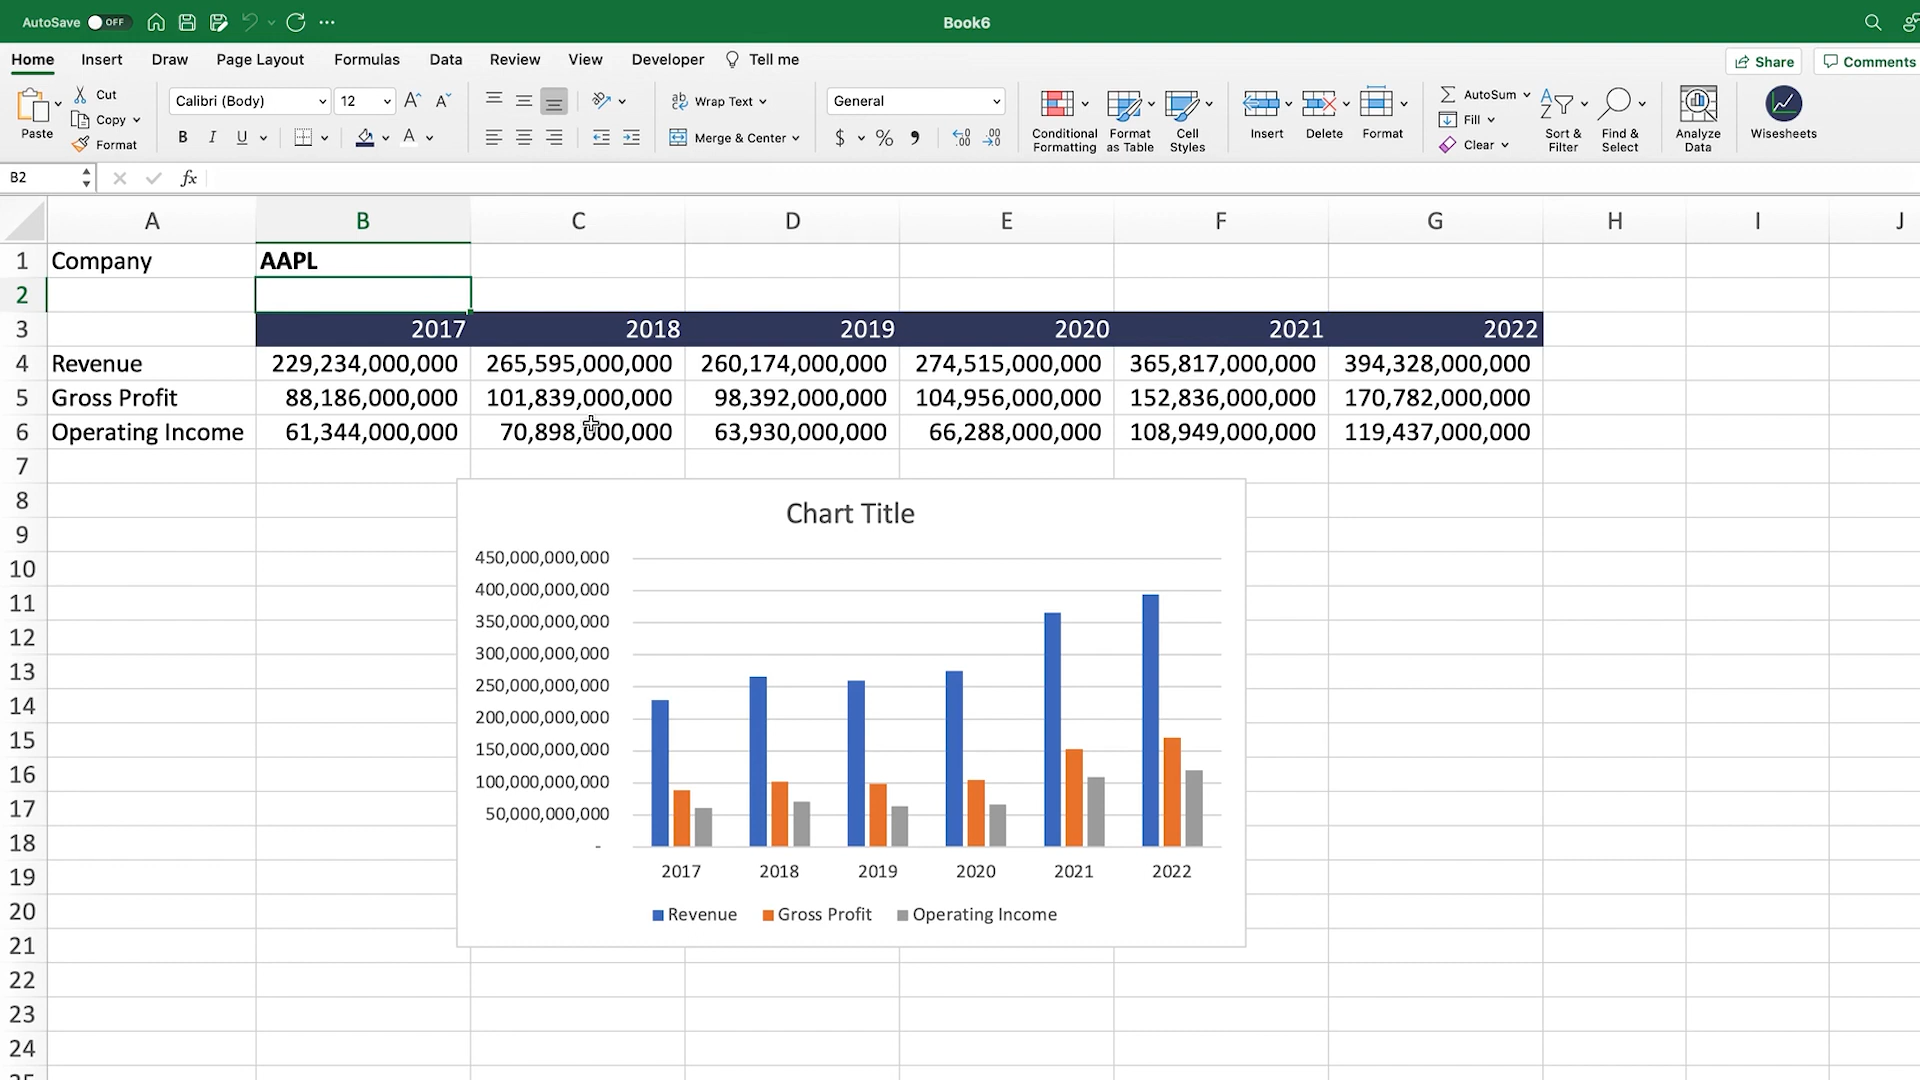 AutoSave OFF Book6
Home Insert Draw Page Layout Formulas Data Review View Developer Tell me Share Comments
Paste Cut Copy Format
Calibri (Body) 12
B I U A
Wrap Text
Merge & Center
General
$ % ,
Conditional Formatting
Format as Table
Cell Styles
Insert Delete Format
AutoSum
Fill
Clear
Sort & Filter
Find & Select
Analyze Data
Wisesheets
B2 fx
A B C D E F G H I J
1 Company AAPL
2
3 2017 2018 2019 2020 2021 2022
4 Revenue 229,234,000,000 265,595,000,000 260,174,000,000 274,515,000,000 365,817,000,000 394,328,000,000
5 Gross Profit 88,186,000,000 101,839,000,000 98,392,000,000 104,956,000,000 152,836,000,000 170,782,000,000
6 Operating Income 61,344,000,000 70,898,000,000 63,930,000,000 66,288,000,000 108,949,000,000 119,437,000,000
7
8
9
10
11
12
13
14
15
16
17
18
19
20
21
22
23
24
25
Chart Title
450,000,000,000
400,000,000,000
350,000,000,000
300,000,000,000
250,000,000,000
200,000,000,000
150,000,000,000
100,000,000,000
50,000,000,000
-
2017 2018 2019 2020 2021 2022
Revenue Gross Profit Operating Income